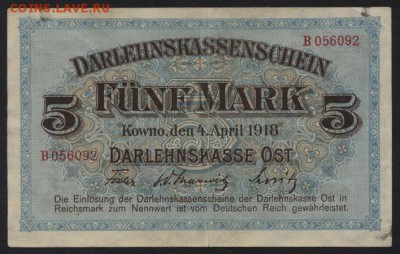 COINS.LAVE.RU
B 056092
DARLEHNSKASSENSCHEIN
5 FÜNF MARK 5
Kowno, den 4. April 1918
B 056092 DARLEHNSKASSE OST
Die Einlösung der Darlehnskassenscheine der Darlehnskasse Ost in
Reichsmark zum Nennwert ist vom Deutschen Reich gewährleistet.